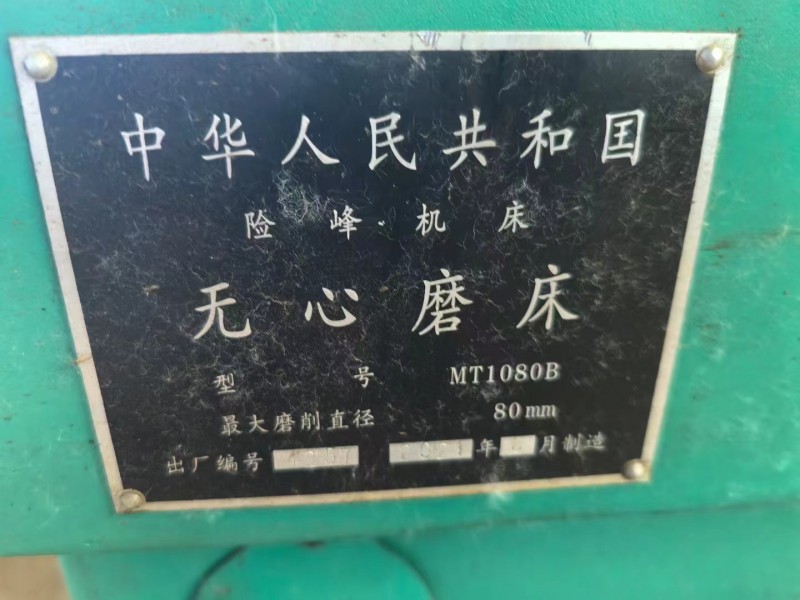 中华人民共和国
险峰机床
无心磨床
型号 MT1080B
最大磨削直径 80mm
出厂编号 年 月制造